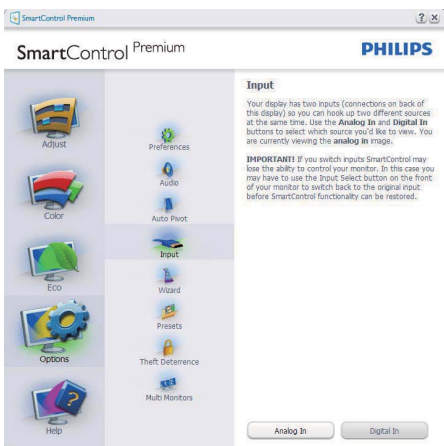 SmartControl Premium
SmartControl Premium
PHILIPS
Adjust
Color
Eco
Options
Help
Preferences
Audio
Auto Pivot
Input
Wizard
Presets
Theft Deterrence
Multi Monitors
Input
Your display has two inputs (connections on back of
this display) so you can hook up two different sources
at the same time. Use the Analog In and Digital In
buttons to select which source you'd like to view. You
are currently viewing the analog in image.
IMPORTANT! If you switch inputs SmartControl may
lose the ability to control your monitor. In this case you
may have to use the Input Select button on the front
of your monitor to switch back to the original input
before SmartControl functionality can be restored.
Analog In
Digital In